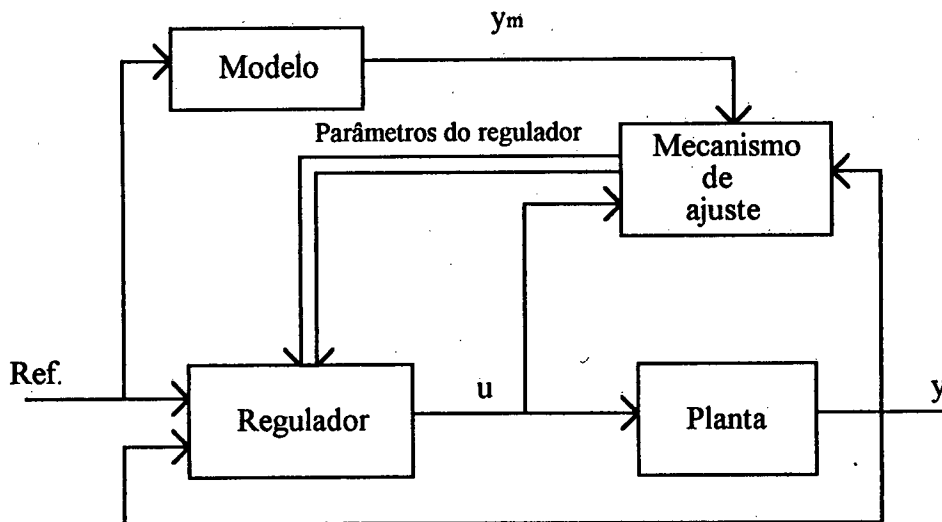 ym
Modelo
Parâmetros do regulador
Mecanismo
de
ajuste
Ref.
Regulador
u
Planta
y